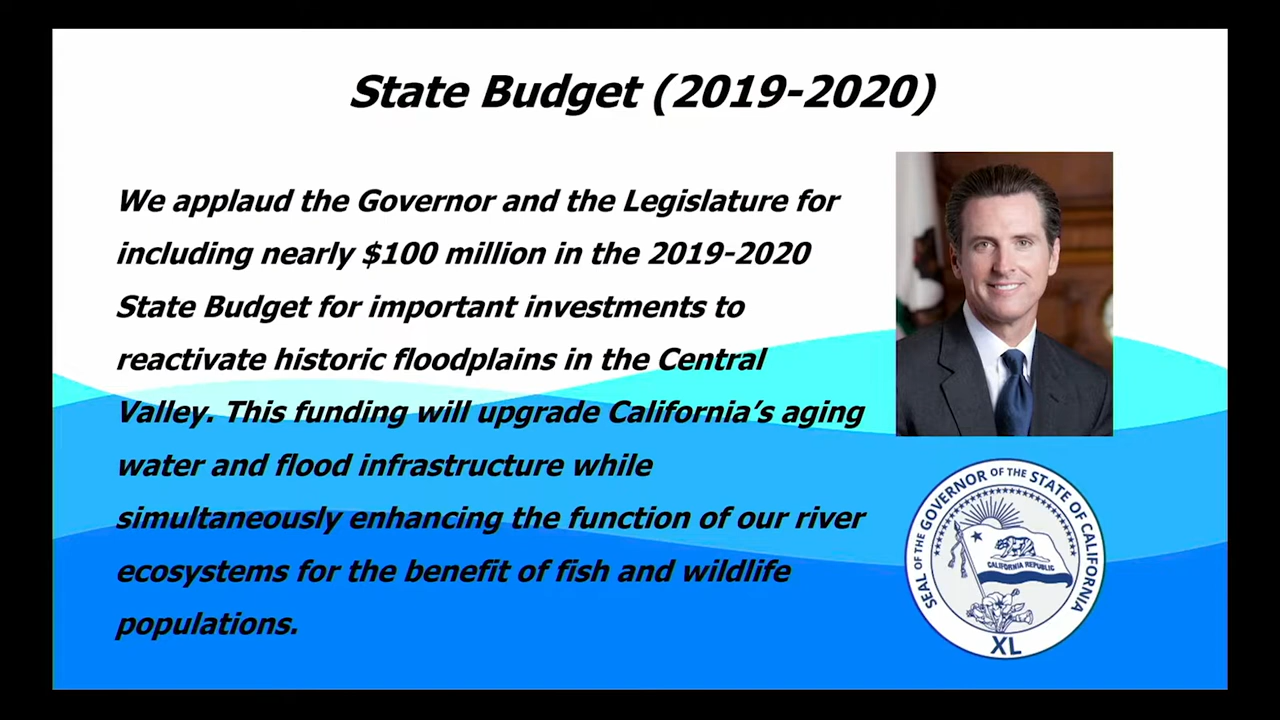 State Budget (2019-2020)
We applaud the Governor and the Legislature for
including nearly $100 million in the 2019-2020
State Budget for important investments to
reactivate historic floodplains in the Central
Valley. This funding will upgrade California’s aging
water and flood infrastructure while
simultaneously enhancing the function of our river
ecosystems for the benefit of fish and wildlife
populations.
SEAL OF THE GOVERNOR OF THE STATE OF CALIFORNIA
CALIFORNIA REPUBLIC
XL